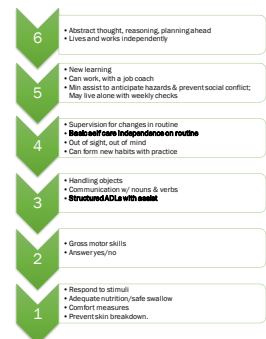 6
• Abstract thought, reasoning, planning ahead
• Lives and works independently
5
• New learning
• Can work, with a job coach
• Min assist to anticipate hazards & prevent social conflict;
May live alone with weekly checks
4
• Supervision for changes in routine
• Basic self care independence on routine
• Out of sight, out of mind
• Can form new habits with practice
3
• Handling objects
• Communication w/ nouns & verbs
• Structured ADLs with assist
2
• Gross motor skills
• Answer yes/no
1
• Respond to stimuli
• Adequate nutrition/safe swallow
• Comfort measures
• Prevent skin breakdown.